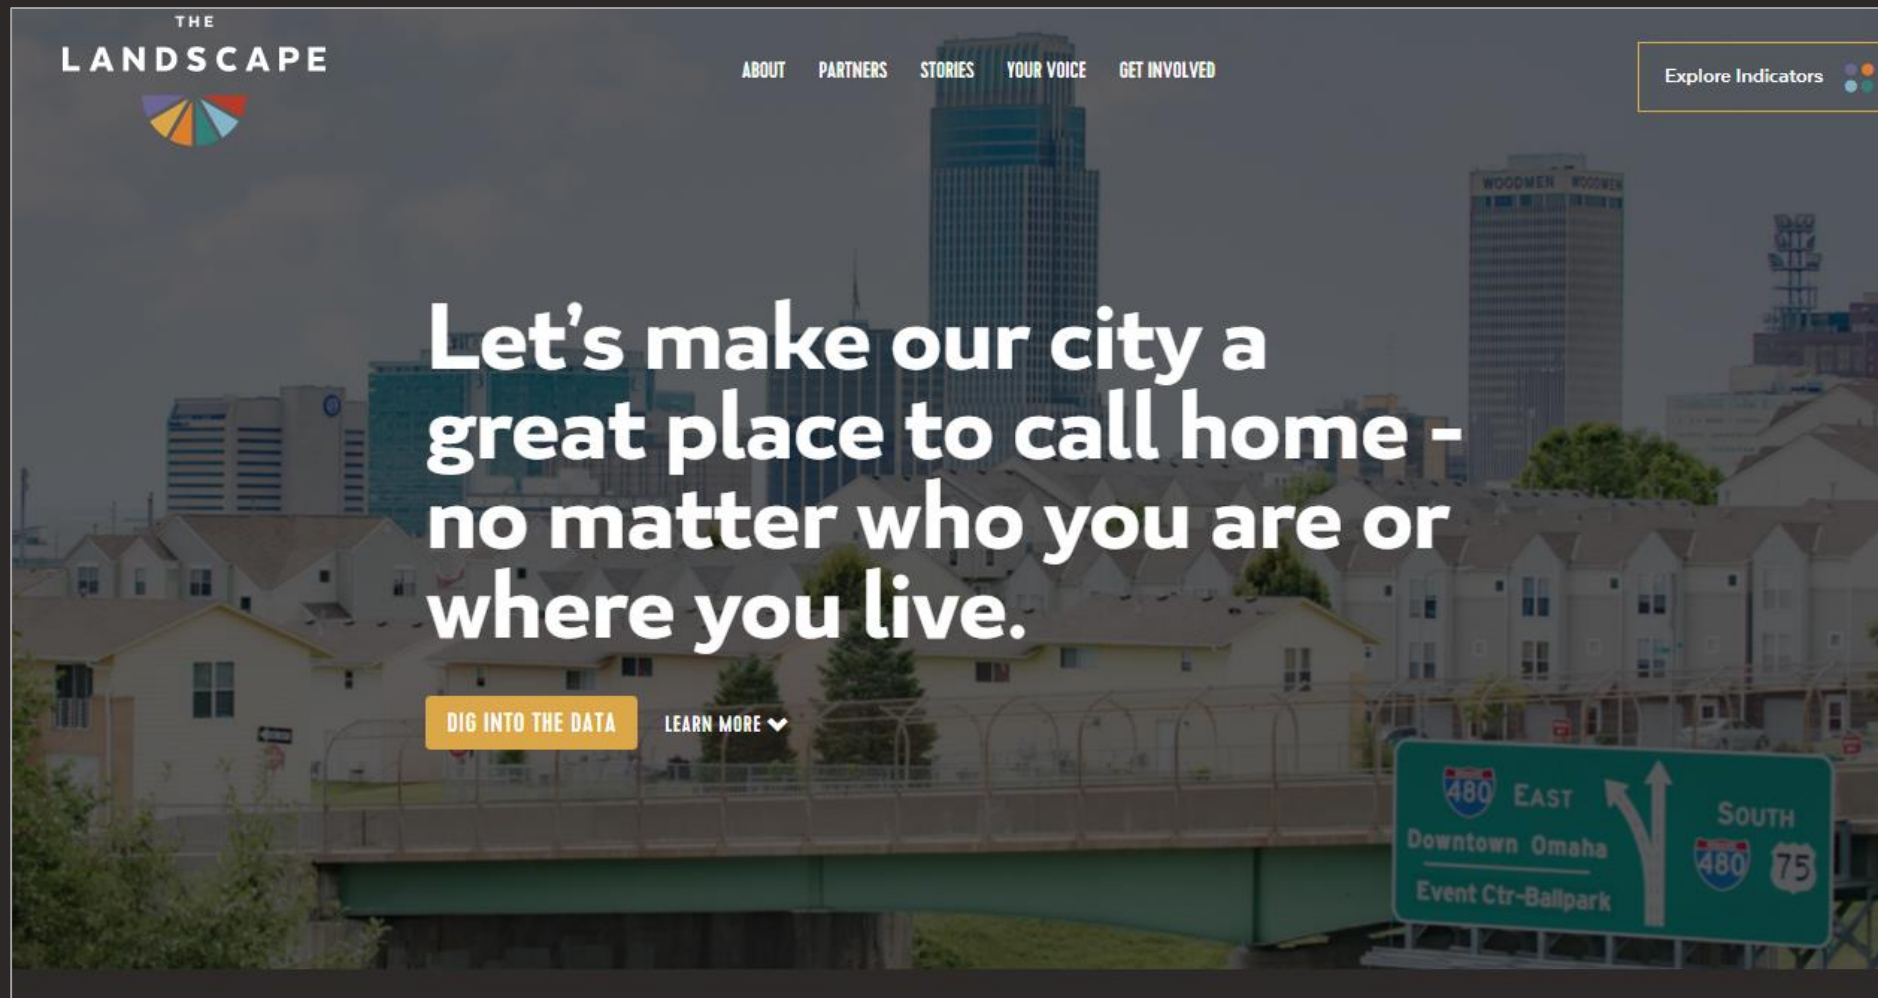 THE
LANDSCAPE
ABOUT PARTNERS STORIES YOUR VOICE GET INVOLVED
Explore Indicators
WOODMEN WOODMEN
Let's make our city a
great place to call home -
no matter who you are or
where you live.
DIG INTO THE DATA LEARN MORE
480 EAST
Downtown Omaha
Event Ctr-Ballpark
SOUTH
480 75